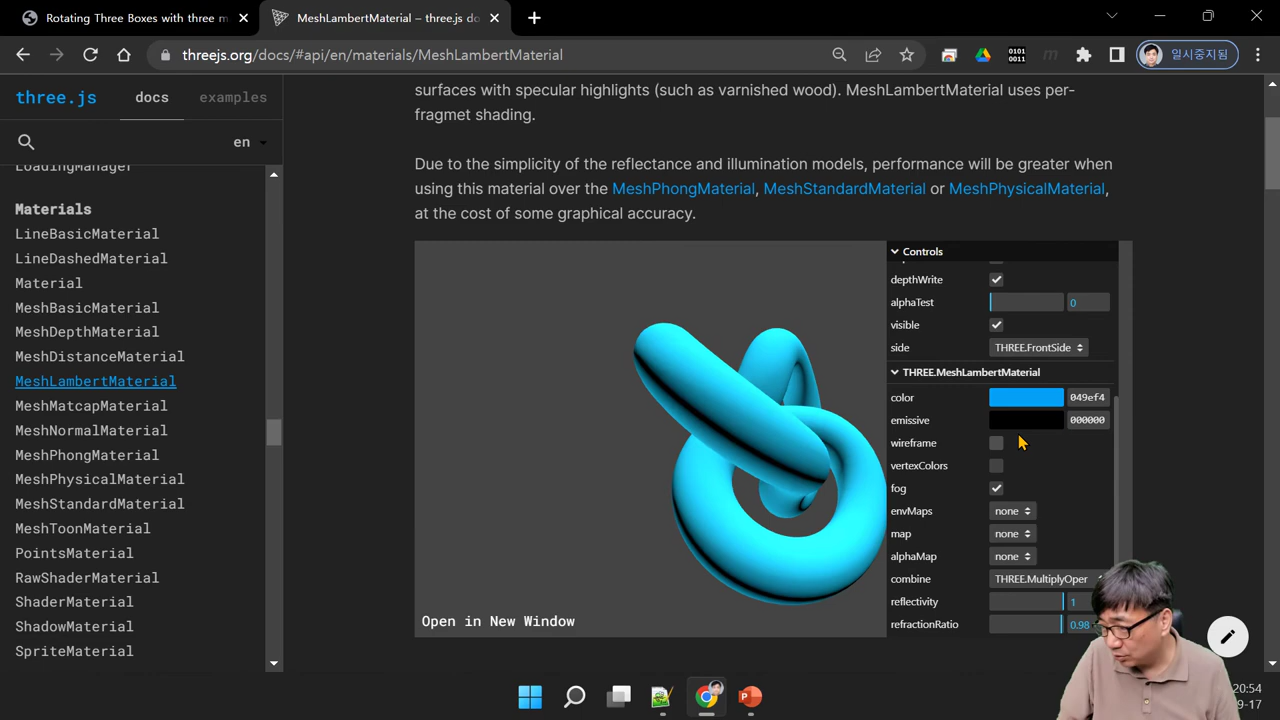 Rotating Three Boxes with three m
MeshLambertMaterial – three.js do
threejs.org/docs/#api/en/materials/MeshLambertMaterial
0101
0011
m
일시중지됨
three.js
docs
examples
en
LoadingManager
Materials
LineBasicMaterial
LineDashedMaterial
Material
MeshBasicMaterial
MeshDepthMaterial
MeshDistanceMaterial
MeshLambertMaterial
MeshMatcapMaterial
MeshNormalMaterial
MeshPhongMaterial
MeshPhysicalMaterial
MeshStandardMaterial
MeshToonMaterial
PointsMaterial
RawShaderMaterial
ShaderMaterial
ShadowMaterial
SpriteMaterial
surfaces with specular highlights (such as varnished wood). MeshLambertMaterial uses per-
fragmet shading.
Due to the simplicity of the reflectance and illumination models, performance will be greater when
using this material over the MeshPhongMaterial, MeshStandardMaterial or MeshPhysicalMaterial,
at the cost of some graphical accuracy.
Open in New Window
Controls
depthWrite
alphaTest 0
visible
side THREE.FrontSide
THREE.MeshLambertMaterial
color 049ef4
emissive 000000
wireframe
vertexColors
fog
envMaps none
map none
alphaMap none
combine THREE.MultiplyOper
reflectivity 1
refractionRatio 0.98
20:54
09-17